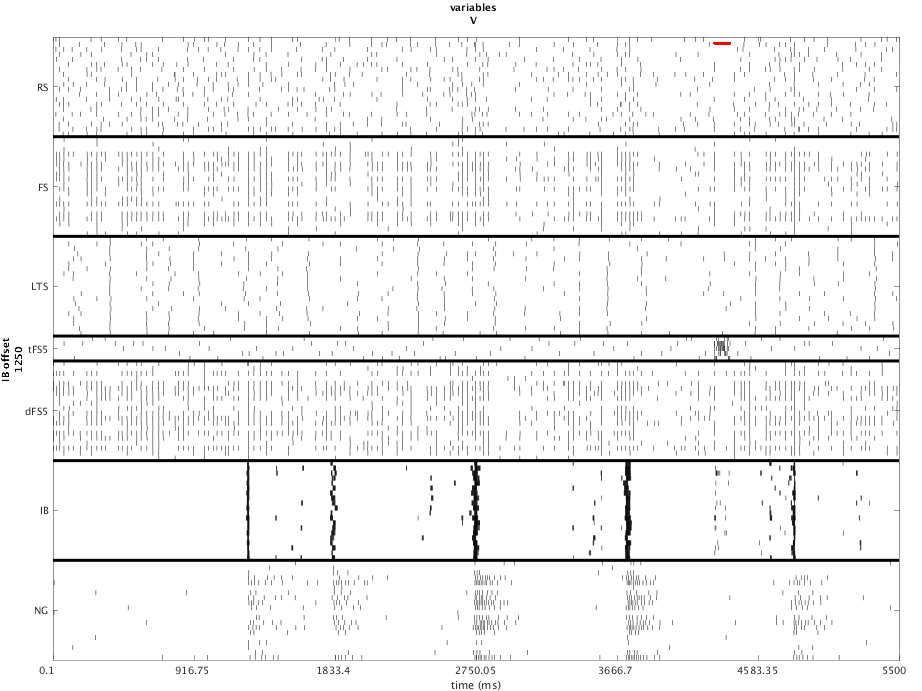 variables
V
RS
FS
LTS
tFS5
dFS5
IB
NG
IB offset
1250
0.1 916.75 1833.4 2750.05 3666.7 4583.35 5500
time (ms)